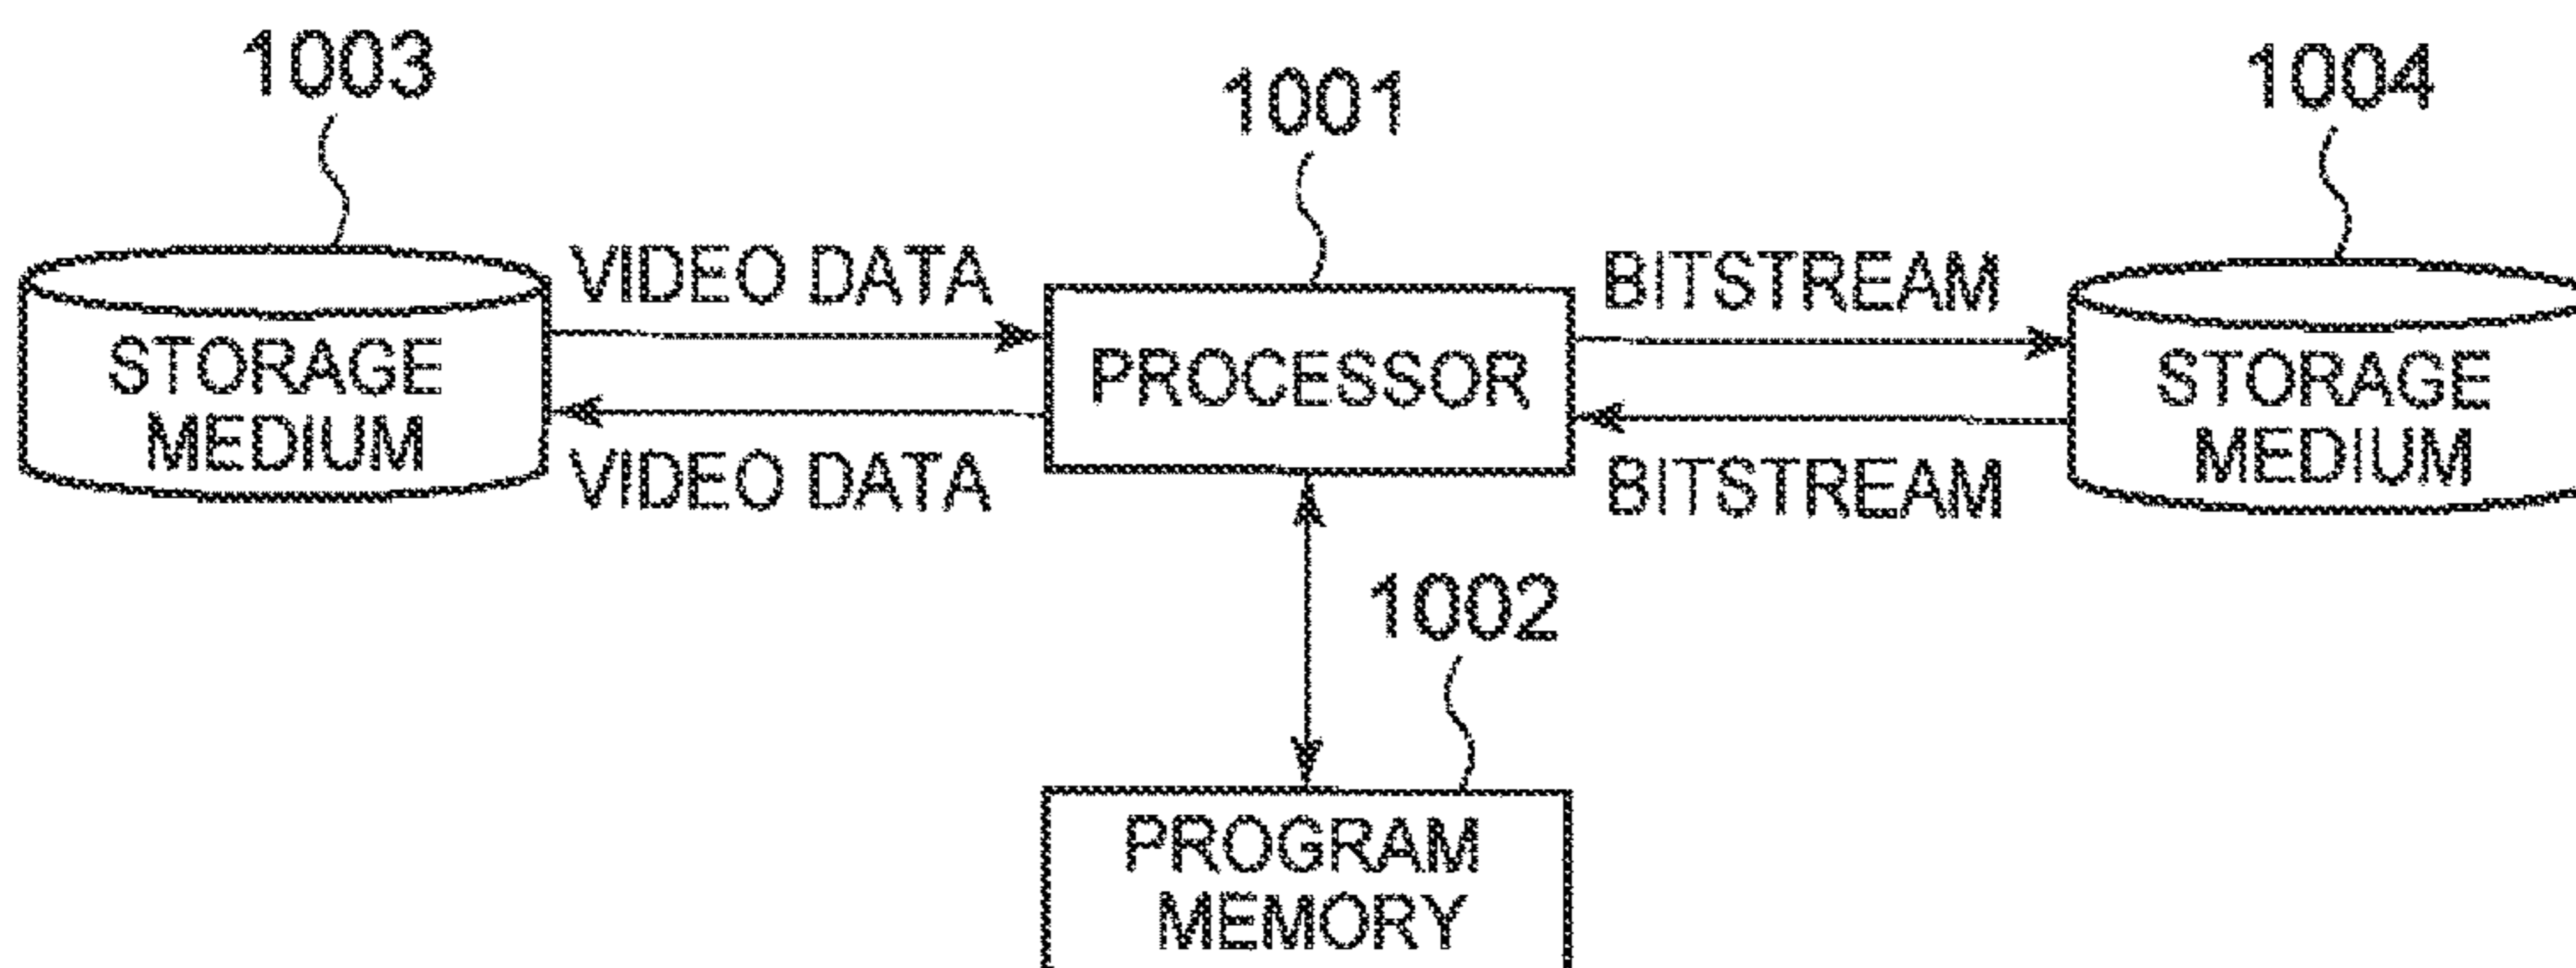 1003
1001
1004
VIDEO DATA
BITSTREAM
STORAGE
MEDIUM
PROCESSOR
STORAGE
MEDIUM
VIDEO DATA
BITSTREAM
1002
PROGRAM
MEMORY